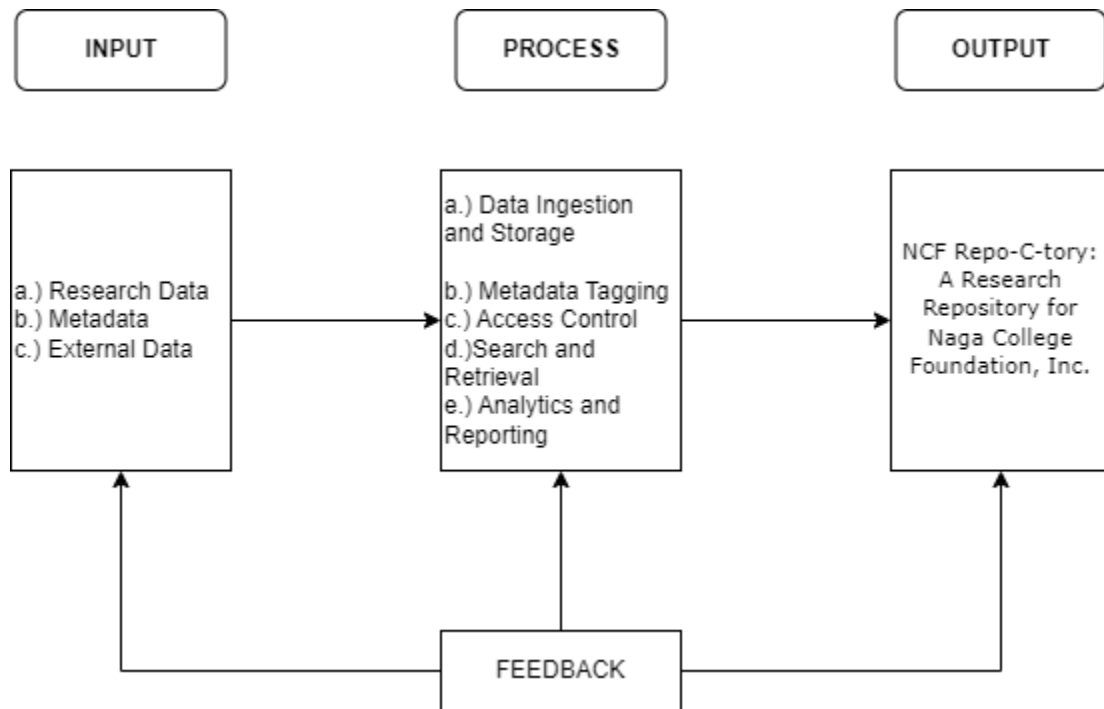 INPUT
PROCESS
OUTPUT
a.) Research Data
b.) Metadata
c.) External Data
a.) Data Ingestion
and Storage
b.) Metadata Tagging
c.) Access Control
d.)Search and
Retrieval
e.) Analytics and
Reporting
NCF Repo-C-tory:
A Research
Repository for
Naga College
Foundation, Inc.
FEEDBACK